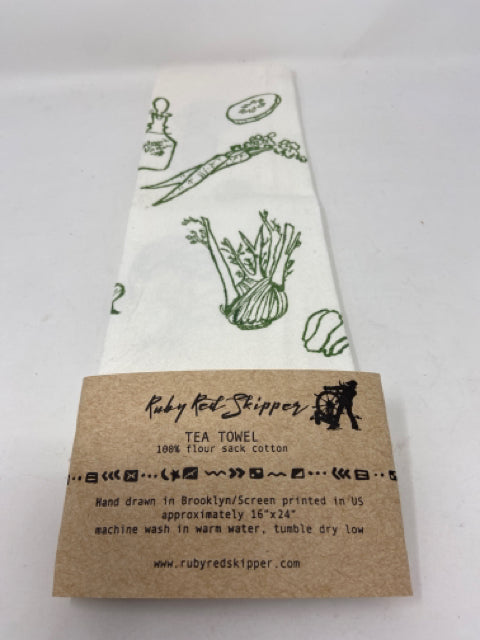 Ruby Red Skipper
TEA TOWEL
100% flour sack cotton
Hand drawn in Brooklyn/Screen printed in US
approximately 16"x24"
machine wash in warm water, tumble dry low
www.rubyredskipper.com